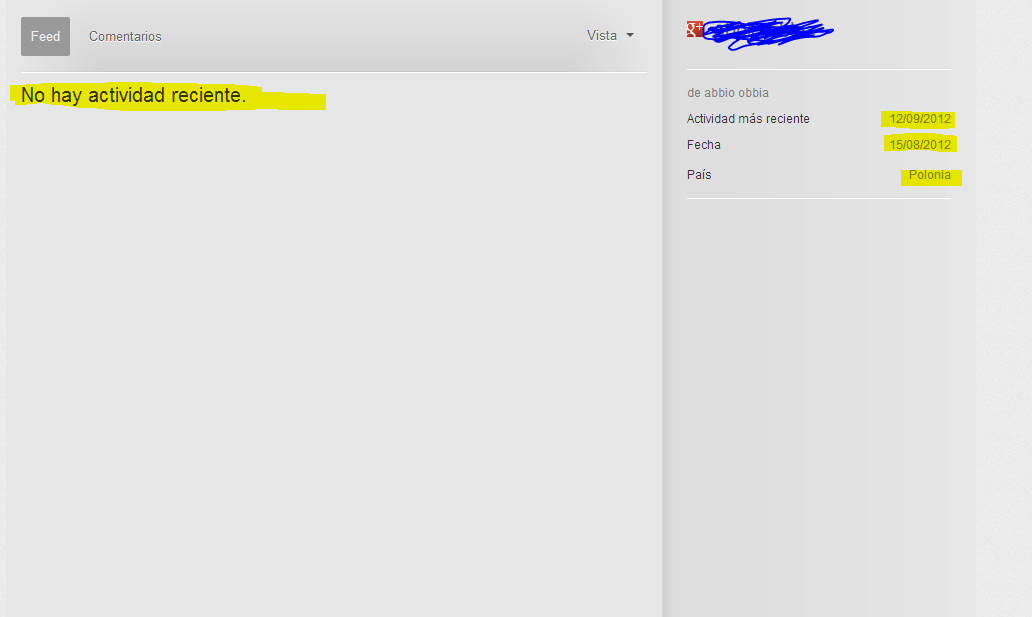 Feed Comentarios Vista
No hay actividad reciente.
de abbio obbia
Actividad más reciente 12/09/2012
Fecha 15/08/2012
País Polonia